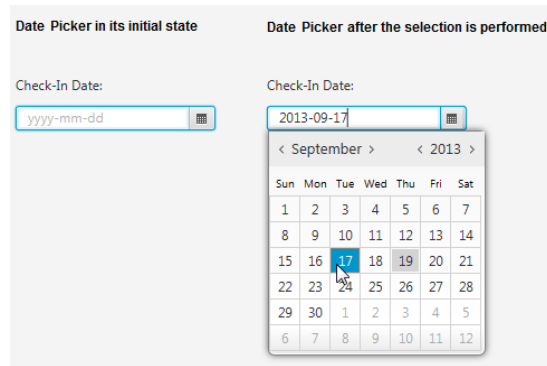 Date Picker in its initial state
Check-In Date:
yyyy-mm-dd
Date Picker after the selection is performed
Check-In Date:
2013-09-17
< September > < 2013 >
Sun Mon Tue Wed Thu Fri Sat
1 2 3 4 5 6 7
8 9 10 11 12 13 14
15 16 17 18 19 20 21
22 23 24 25 26 27 28
29 30 1 2 3 4 5
6 7 8 9 10 11 12